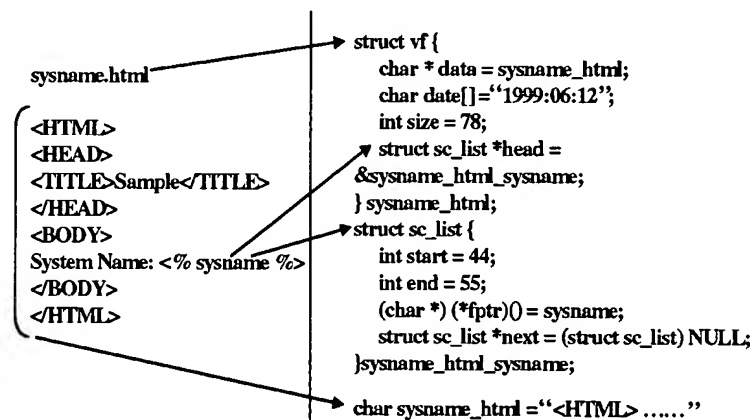 sysname.html
<HTML>
<HEAD>
<TITLE>Sample</TITLE>
</HEAD>
<BODY>
System Name: <% sysname %>
</BODY>
</HTML>
struct vf {
char * data = sysname_html;
char date[]=“1999:06:12”;
int size = 78;
struct sc_list *head =
&sysname_html_sysname;
} sysname_html;
struct sc_list {
int start = 44;
int end = 55;
(char *) (*fptr)() = sysname;
struct sc_list *next = (struct sc_list) NULL;
}sysname_html_sysname;
char sysname_html =“<HTML> ......”